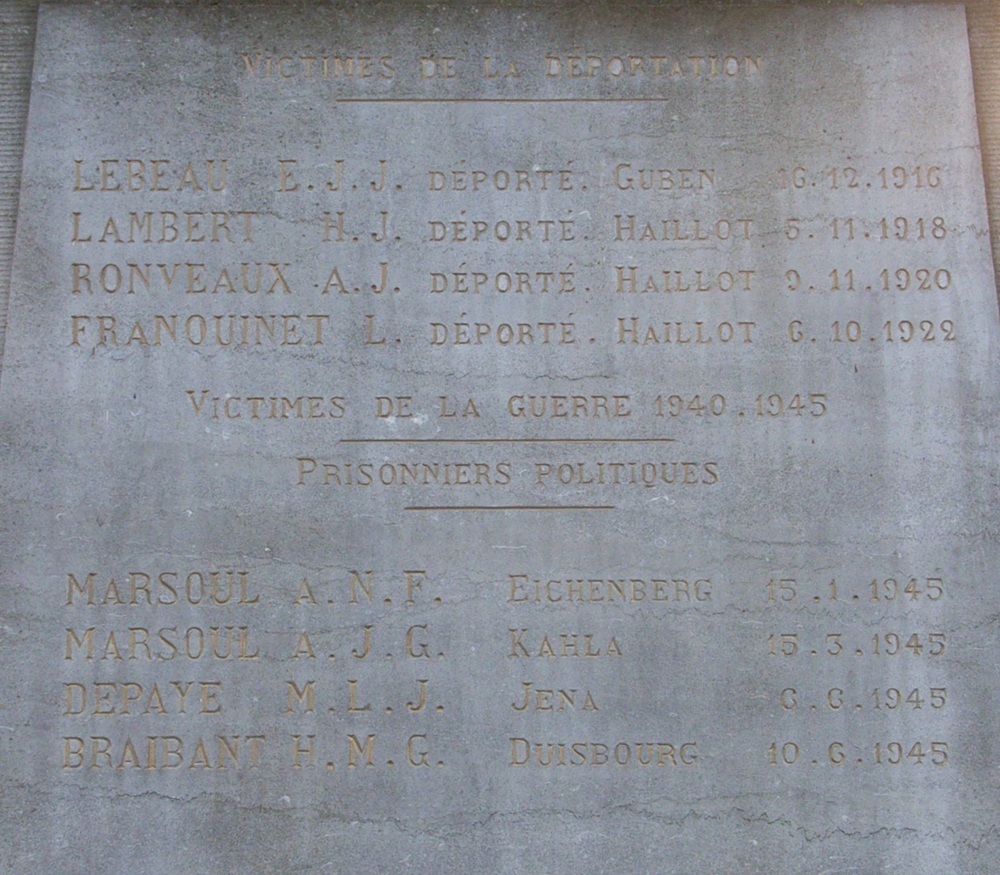 VICTIMES DE LA DÉPORTATION
LEBEAU E.J.J. DÉPORTÉ. GUBEN 16.12.1916
LAMBERT H.J. DÉPORTÉ. HAILLOT 5.11.1918
RONVEAUX A.J. DÉPORTÉ. HAILLOT 9.11.1920
FRANQUINET L. DÉPORTÉ. HAILLOT 6.10.1922
VICTIMES DE LA GUERRE 1940.1945
PRISONNIERS POLITIQUES
MARSOUL A.N.F. EICHENBERG 15.1.1945
MARSOUL A.J.G. KAHLA 15.3.1945
DEPAYE M.L.J. JENA 6.6.1945
BRAIBANT H.M.G. DUISBOURG 10.6.1945